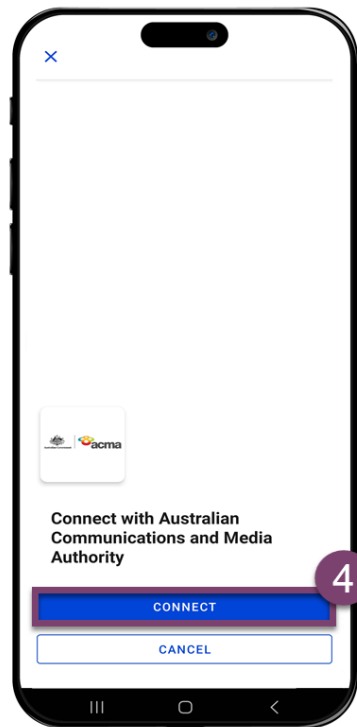 acma
Connect with Australian
Communications and Media
Authority
4
CONNECT
CANCEL